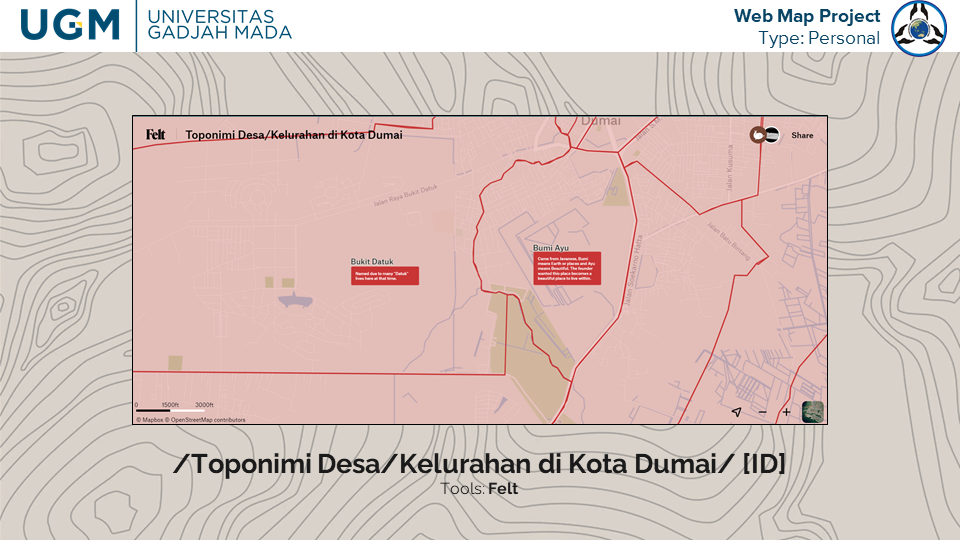 UGM
UNIVERSITAS
GADJAH MADA
Web Map Project
Type: Personal
Felt
Toponimi Desa/Kelurahan di Kota Dumai
Share
Dumai
Jalan Kusuma
Jalan Raya Bukit Datuk
Jalan Soekarno Hatta
Bukit Datuk
Named due to many "Datuk"
lives here at that time.
Bumi Ayu
Came from Javanese. Bumi
means Earth or places and Ayu
means Beautiful. The founder
wanted this place becomes a
beautiful place to live within.
0 1500ft 3000ft
© Mapbox © OpenStreetMap contributors
/Toponimi Desa/Kelurahan di Kota Dumai/ [ID]
Tools: Felt